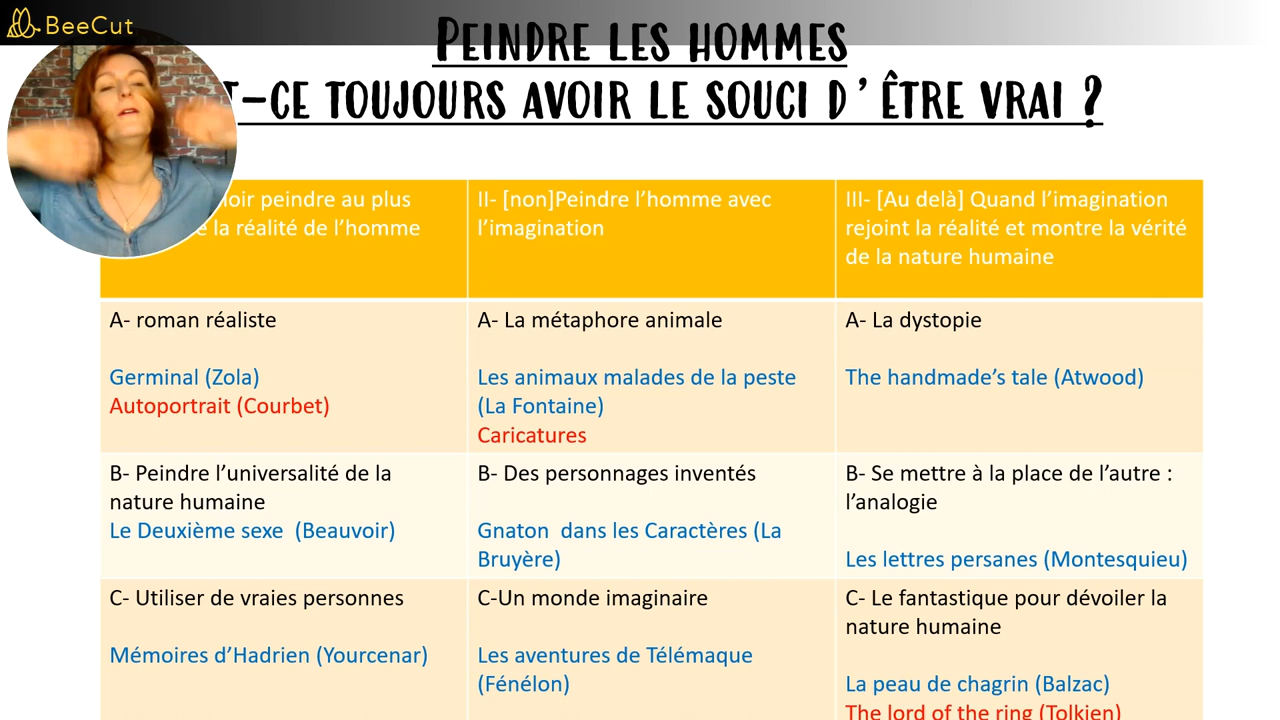 BeeCut
PEINDRE LES HOMMES
-CE TOUJOURS AVOIR LE SOUCI D'ÊTRE VRAI ?
peindre au plus
la réalité de l'homme
II- [non]Peindre l'homme avec
l'imagination
III- [Au delà] Quand l'imagination
rejoint la réalité et montre la vérité
de la nature humaine
A- roman réaliste
Germinal (Zola)
Autoportrait (Courbet)
A- La métaphore animale
Les animaux malades de la peste
(La Fontaine)
Caricatures
A- La dystopie
The handmade's tale (Atwood)
B- Peindre l'universalité de la
nature humaine
Le Deuxième sexe (Beauvoir)
B- Des personnages inventés
Gnaton dans les Caractères (La
Bruyère)
B- Se mettre à la place de l'autre :
l'analogie
Les lettres persanes (Montesquieu)
C- Utiliser de vraies personnes
Mémoires d'Hadrien (Yourcenar)
C-Un monde imaginaire
Les aventures de Télémaque
(Fénélon)
C- Le fantastique pour dévoiler la
nature humaine
La peau de chagrin (Balzac)
The lord of the ring (Tolkien)